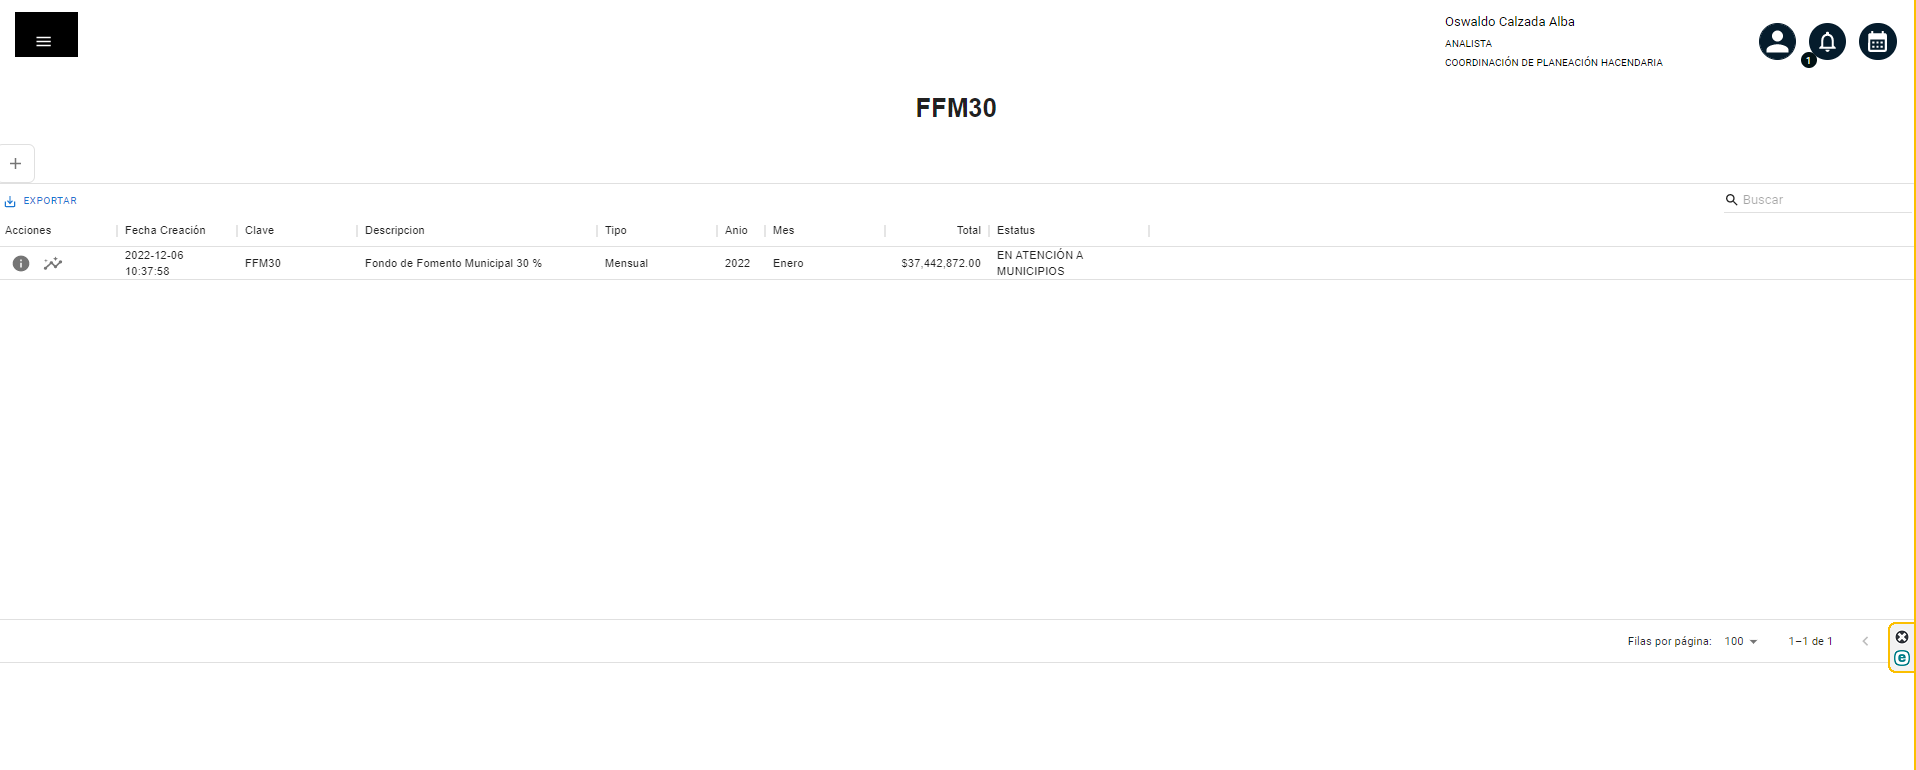 Oswaldo Calzada Alba
ANALISTA
COORDINACIÓN DE PLANEACIÓN HACENDARIA
1
FFM30
EXPORTAR
Buscar
Acciones Fecha Creación Clave Descripcion Tipo Anio Mes Total Estatus
2022-12-06
10:37:58
FFM30 Fondo de Fomento Municipal 30 % Mensual 2022 Enero $37,442,872.00
EN ATENCIÓN A
MUNICIPIOS
Filas por página: 100 1–1 de 1
e